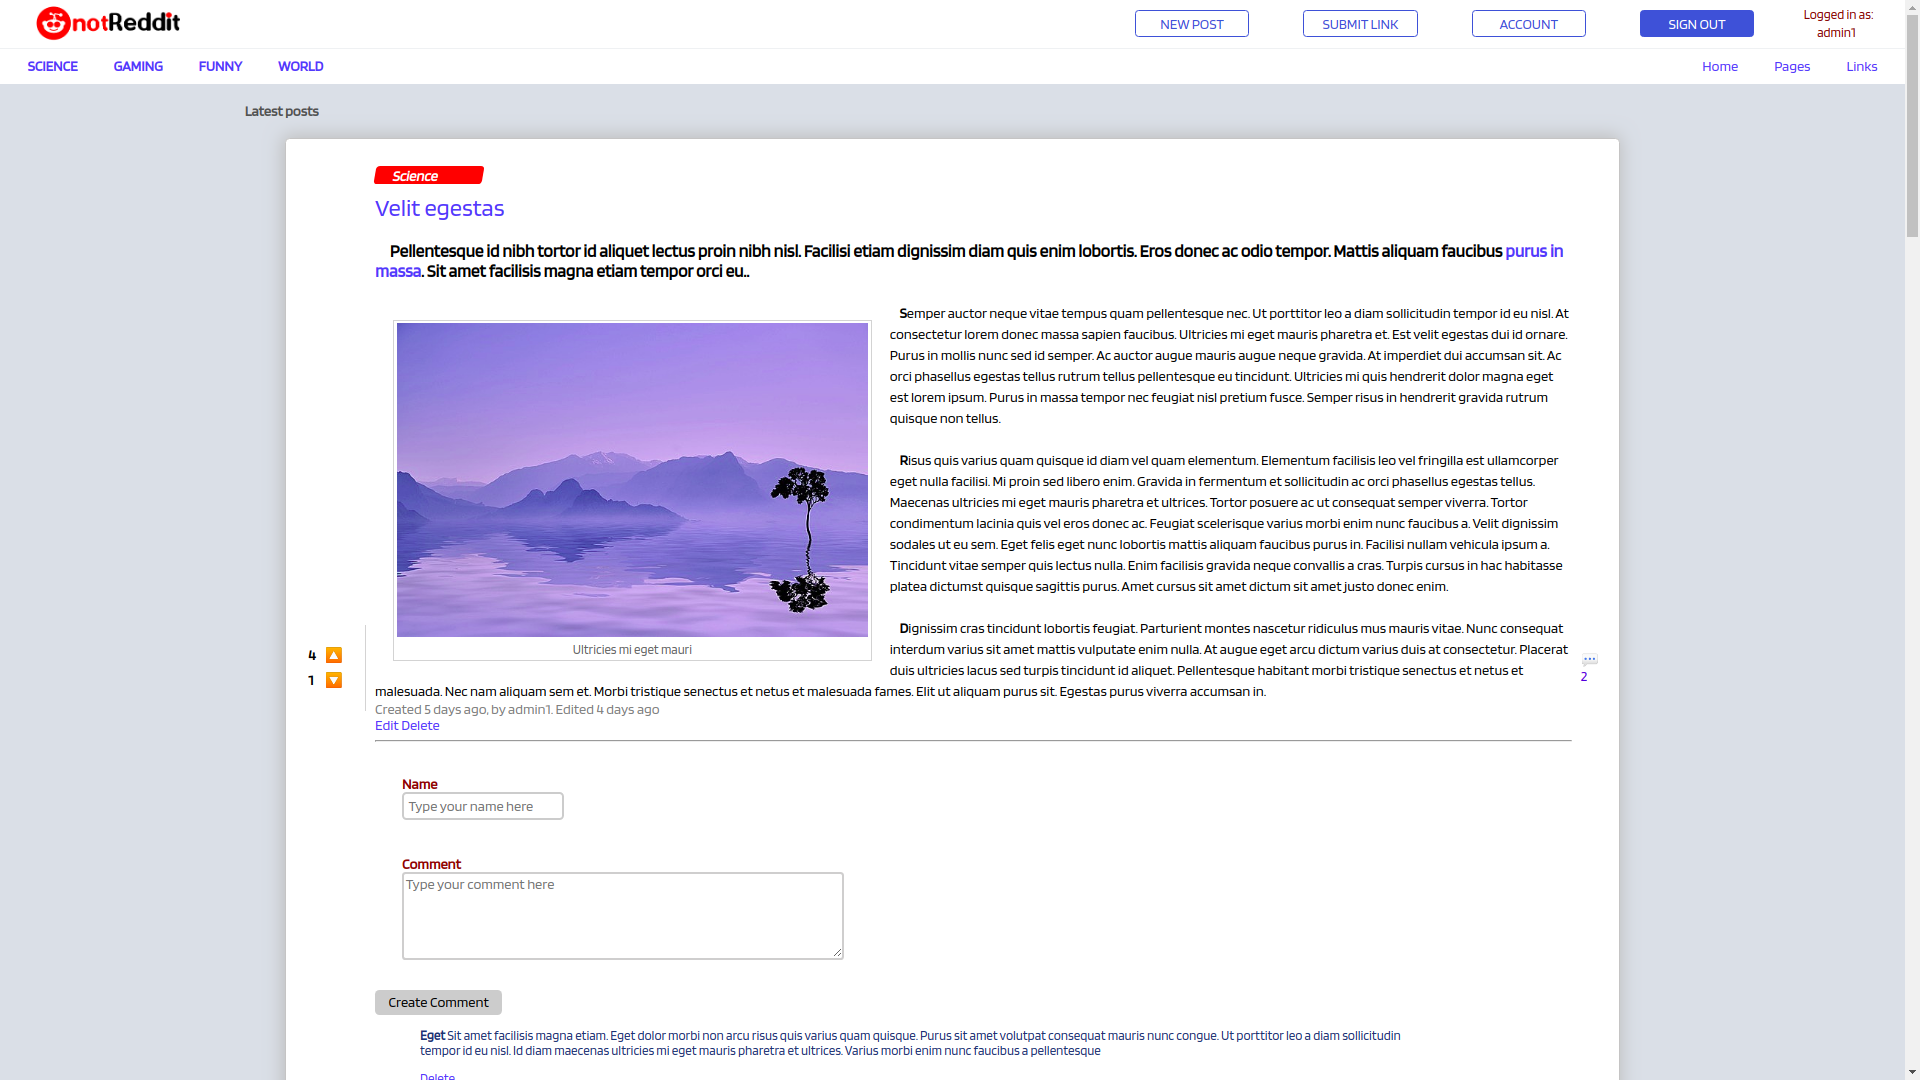 notReddit
NEW POST
SUBMIT LINK
ACCOUNT
SIGN OUT
Logged in as:
admin1
SCIENCE
GAMING
FUNNY
WORLD
Home
Pages
Links
Latest posts
Science
Velit egestas
Pellentesque id nibh tortor id aliquet lectus proin nibh nisl. Facilisi etiam dignissim diam quis enim lobortis. Eros donec ac odio tempor. Mattis aliquam faucibus purus in
massa. Sit amet facilisis magna etiam tempor orci eu..
Semper auctor neque vitae tempus quam pellentesque nec. Ut porttitor leo a diam sollicitudin tempor id eu nisl. At
consectetur lorem donec massa sapien faucibus. Ultricies mi eget mauris pharetra et. Est velit egestas dui id ornare.
Purus in mollis nunc sed id semper. Ac auctor augue mauris augue neque gravida. At imperdiet dui accumsan sit. Ac
orci phasellus egestas tellus rutrum tellus pellentesque eu tincidunt. Ultricies mi quis hendrerit dolor magna eget
est lorem ipsum. Purus in massa tempor nec feugiat nisl pretium fusce. Semper risus in hendrerit gravida rutrum
quisque non tellus.
Risus quis varius quam quisque id diam vel quam elementum. Elementum facilisis leo vel fringilla est ullamcorper
eget nulla facilisi. Mi proin sed libero enim. Gravida in fermentum et sollicitudin ac orci phasellus egestas tellus.
Maecenas ultricies mi eget mauris pharetra et ultrices. Tortor posuere ac ut consequat semper viverra. Tortor
condimentum lacinia quis vel eros donec ac. Feugiat scelerisque varius morbi enim nunc faucibus a. Velit dignissim
sodales ut eu sem. Eget felis eget nunc lobortis mattis aliquam faucibus purus in. Facilisi nullam vehicula ipsum a.
Tincidunt vitae semper quis lectus nulla. Enim facilisis gravida neque convallis a cras. Turpis cursus in hac habitasse
platea dictumst quisque sagittis purus. Amet cursus sit amet dictum sit amet justo donec enim.
Dignissim cras tincidunt lobortis feugiat. Parturient montes nascetur ridiculus mus mauris vitae. Nunc consequat
interdum varius sit amet mattis vulputate enim nulla. At augue eget arcu dictum varius duis at consectetur. Placerat
duis ultricies lacus sed turpis tincidunt id aliquet. Pellentesque habitant morbi tristique senectus et netus et
malesuada. Nec nam aliquam sem et. Morbi tristique senectus et netus et malesuada fames. Elit ut aliquam purus sit. Egestas purus viverra accumsan in.
Ultricies mi eget mauri
4
1
2
Created 5 days ago, by admin1. Edited 4 days ago
Edit Delete
Name
Type your name here
Comment
Type your comment here
Create Comment
Eget Sit amet facilisis magna etiam. Eget dolor morbi non arcu risus quis varius quam quisque. Purus sit amet volutpat consequat mauris nunc congue. Ut porttitor leo a diam sollicitudin
tempor id eu nisl. Id diam maecenas ultricies mi eget mauris pharetra et ultrices. Varius morbi enim nunc faucibus a pellentesque
Delete